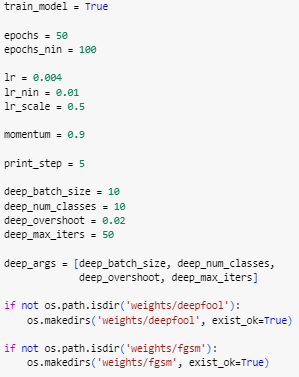 train_model = True
epochs = 50
epochs_nin = 100
lr = 0.004
lr_nin = 0.01
lr_scale = 0.5
momentum = 0.9
print_step = 5
deep_batch_size = 10
deep_num_classes = 10
deep_overshoot = 0.02
deep_max_iters = 50
deep_args = [deep_batch_size, deep_num_classes,
deep_overshoot, deep_max_iters]
if not os.path.isdir('weights/deepfool'):
os.makedirs('weights/deepfool', exist_ok=True)
if not os.path.isdir('weights/fgsm'):
os.makedirs('weights/fgsm', exist_ok=True)